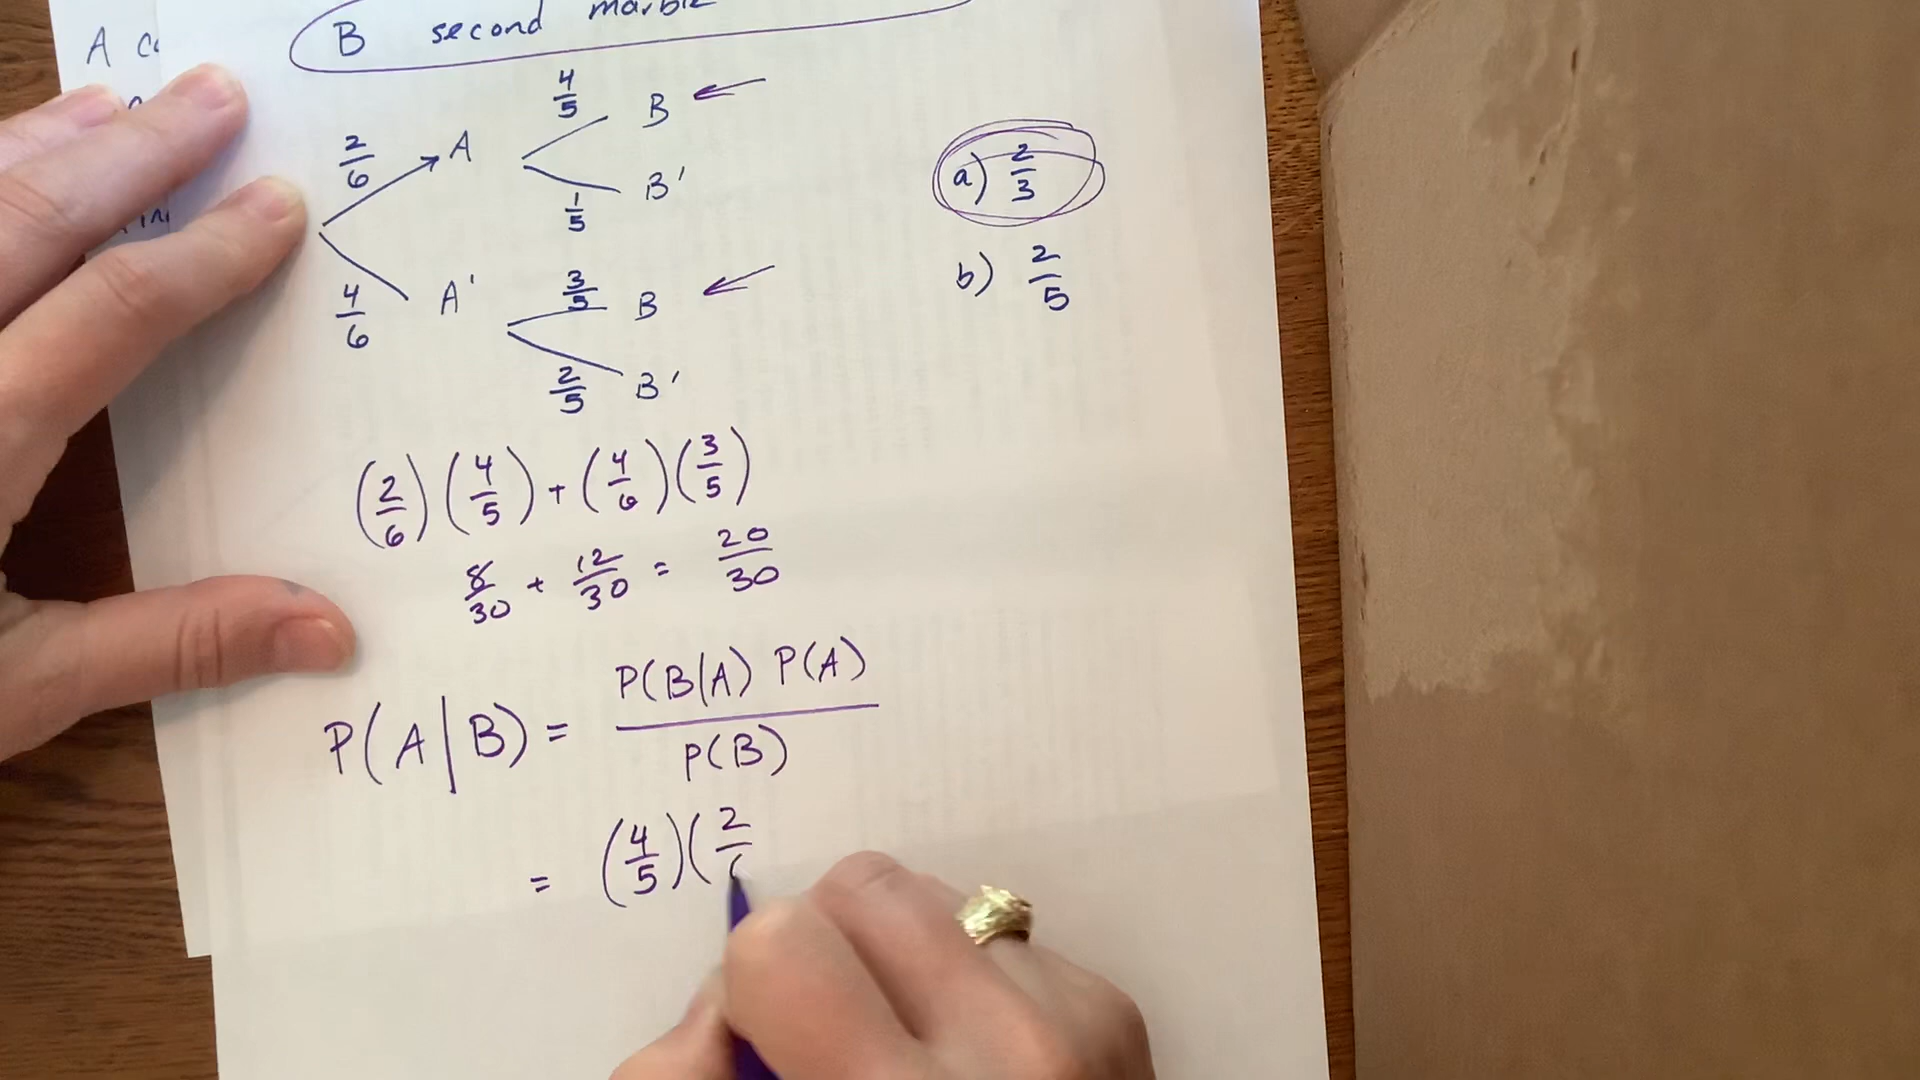 A
B second marble
4/5
2/6 A B
B'
1/5
4/6 A' 3/5 B
2/5 B'
a) 2/3
b) 2/5
(2/6)(4/5)+(4/6)(3/5)
8/30 + 12/30 = 20/30
P(A|B) = P(B|A) P(A) / P(B)
= (4/5)(2/